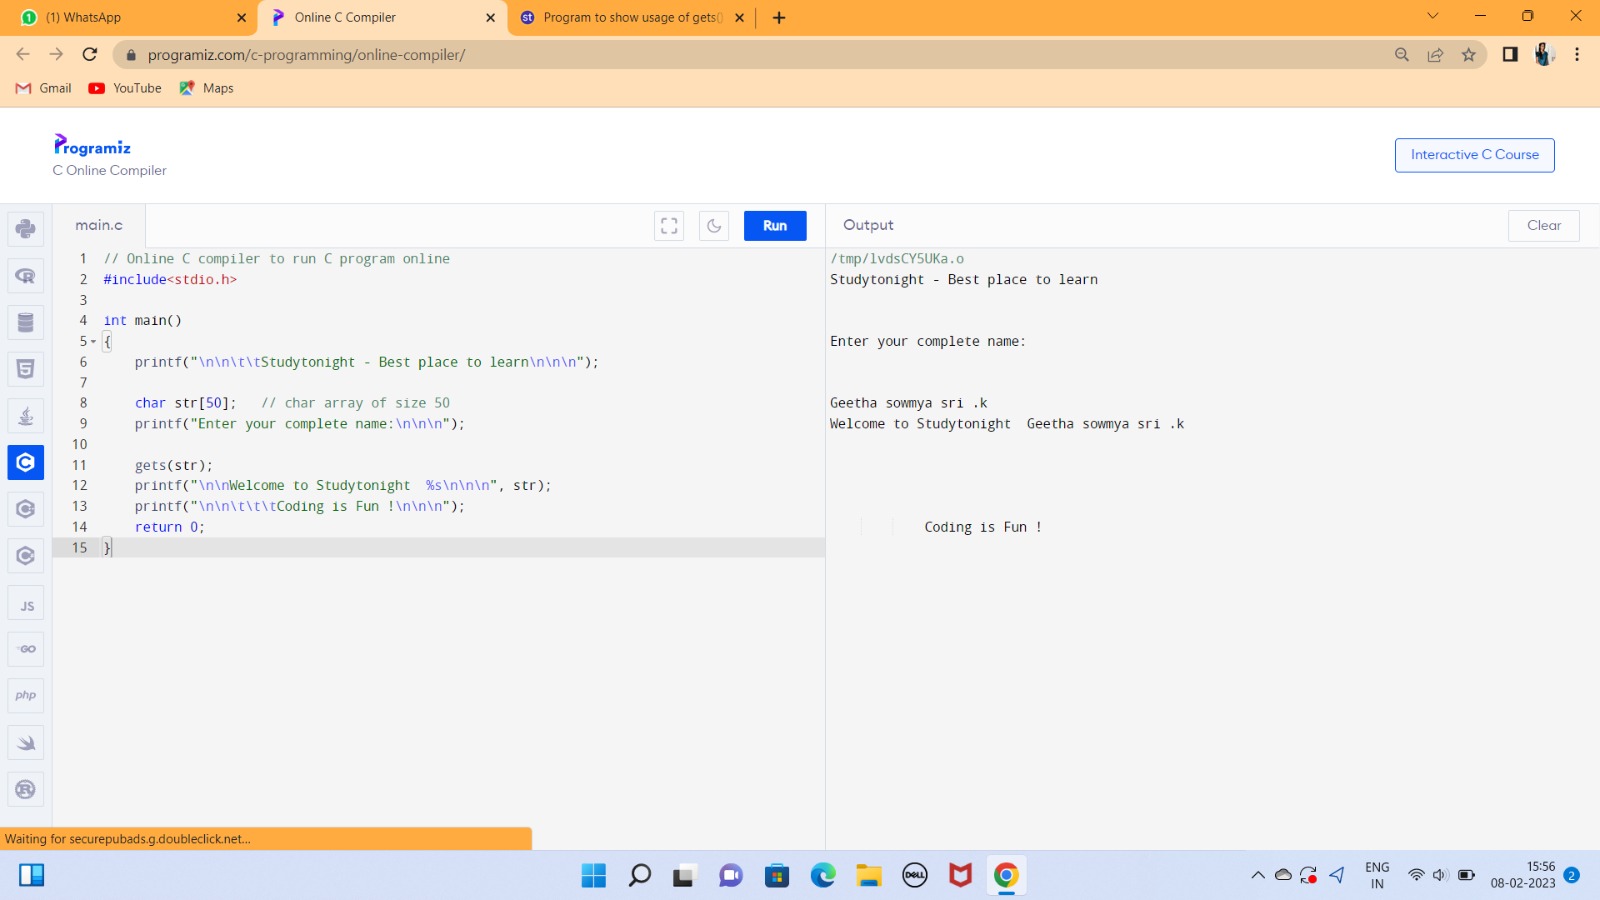 (1) WhatsApp
Online C Compiler
Program to show usage of gets()
programiz.com/c-programming/online-compiler/
Gmail
YouTube
Maps
Programiz
C Online Compiler
Interactive C Course
main.c
Run
Output
Clear
1 // Online C compiler to run C program online
2 #include<stdio.h>
3
4 int main()
5 {
6 printf("\n\n\t\tStudytonight - Best place to learn\n\n\n");
7
8 char str[50];   // char array of size 50
9 printf("Enter your complete name:\n\n\n");
10
11 gets(str);
12 printf("\n\nWelcome to Studytonight  %s\n\n\n", str);
13 printf("\n\n\t\t\tCoding is Fun !\n\n\n");
14 return 0;
15 }
/tmp/lvdsCY5UKa.o
Studytonight - Best place to learn
Enter your complete name:
Geetha sowmya sri .k
Welcome to Studytonight  Geetha sowmya sri .k
Coding is Fun !
JS
GO
php
Waiting for securepubads.g.doubleclick.net...
DELL
ENG
IN
15:56
08-02-2023
2